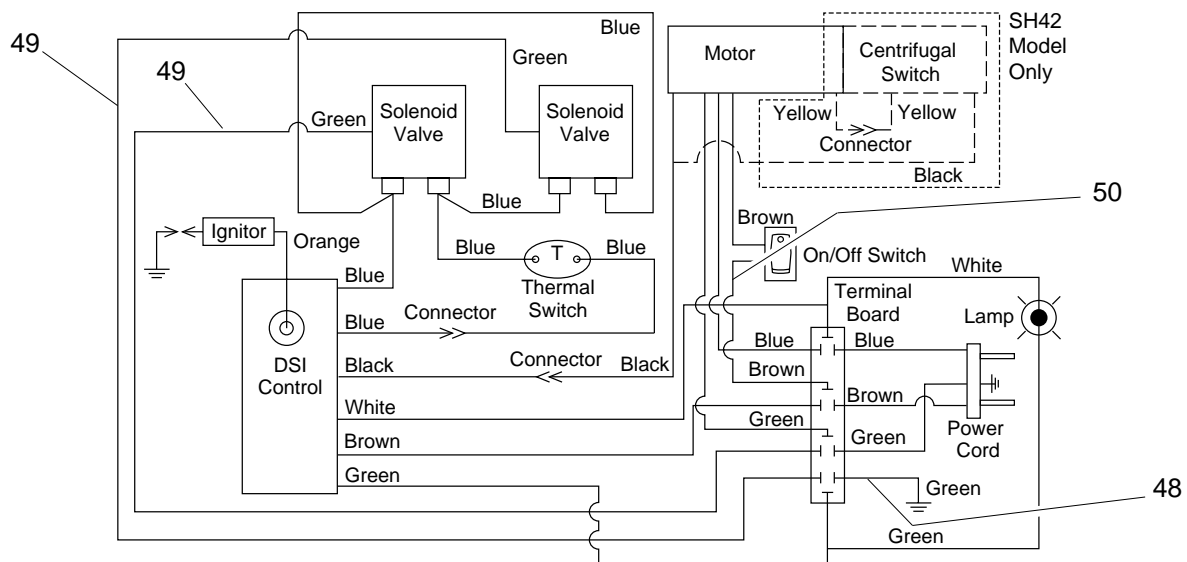 49
49
Blue
Green
Green
Solenoid
Valve
Solenoid
Valve
Motor
Centrifugal
Switch
SH42
Model
Only
Yellow
Yellow
Connector
Black
50
Blue
Ignitor
Orange
Blue
Blue
T
Thermal
Switch
Brown
On/Off Switch
White
Blue
Terminal
Board
Lamp
Blue
Connector
Blue
Blue
DSI
Control
Black
Connector
Black
Brown
White
Brown
Power
Cord
Brown
Green
Green
Green
Green
48
Green